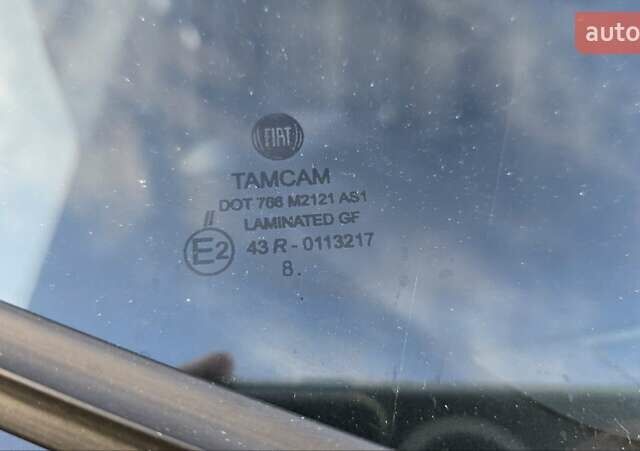 auto
FIAT
TAMCAM
DOT 766 M2121 AS1
//
LAMINATED GF
E2 43 R - 0113217
8.